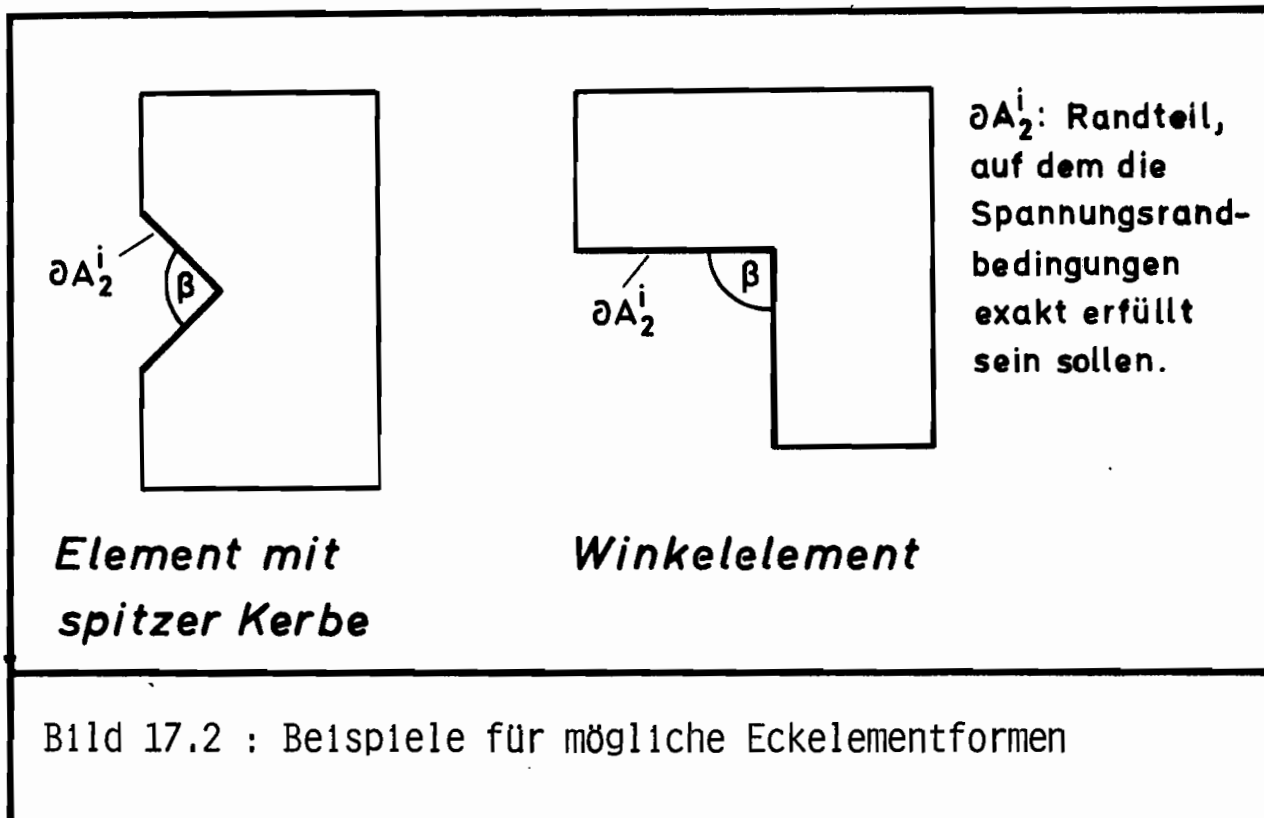 ∂A₂ⁱ
β
Element mit
spitzer Kerbe
∂A₂ⁱ
β
Winkelelement
∂A₂ⁱ: Randteil,
auf dem die
Spannungsrand-
bedingungen
exakt erfüllt
sein sollen.
Bild 17.2 : Beispiele für mögliche Eckelementformen